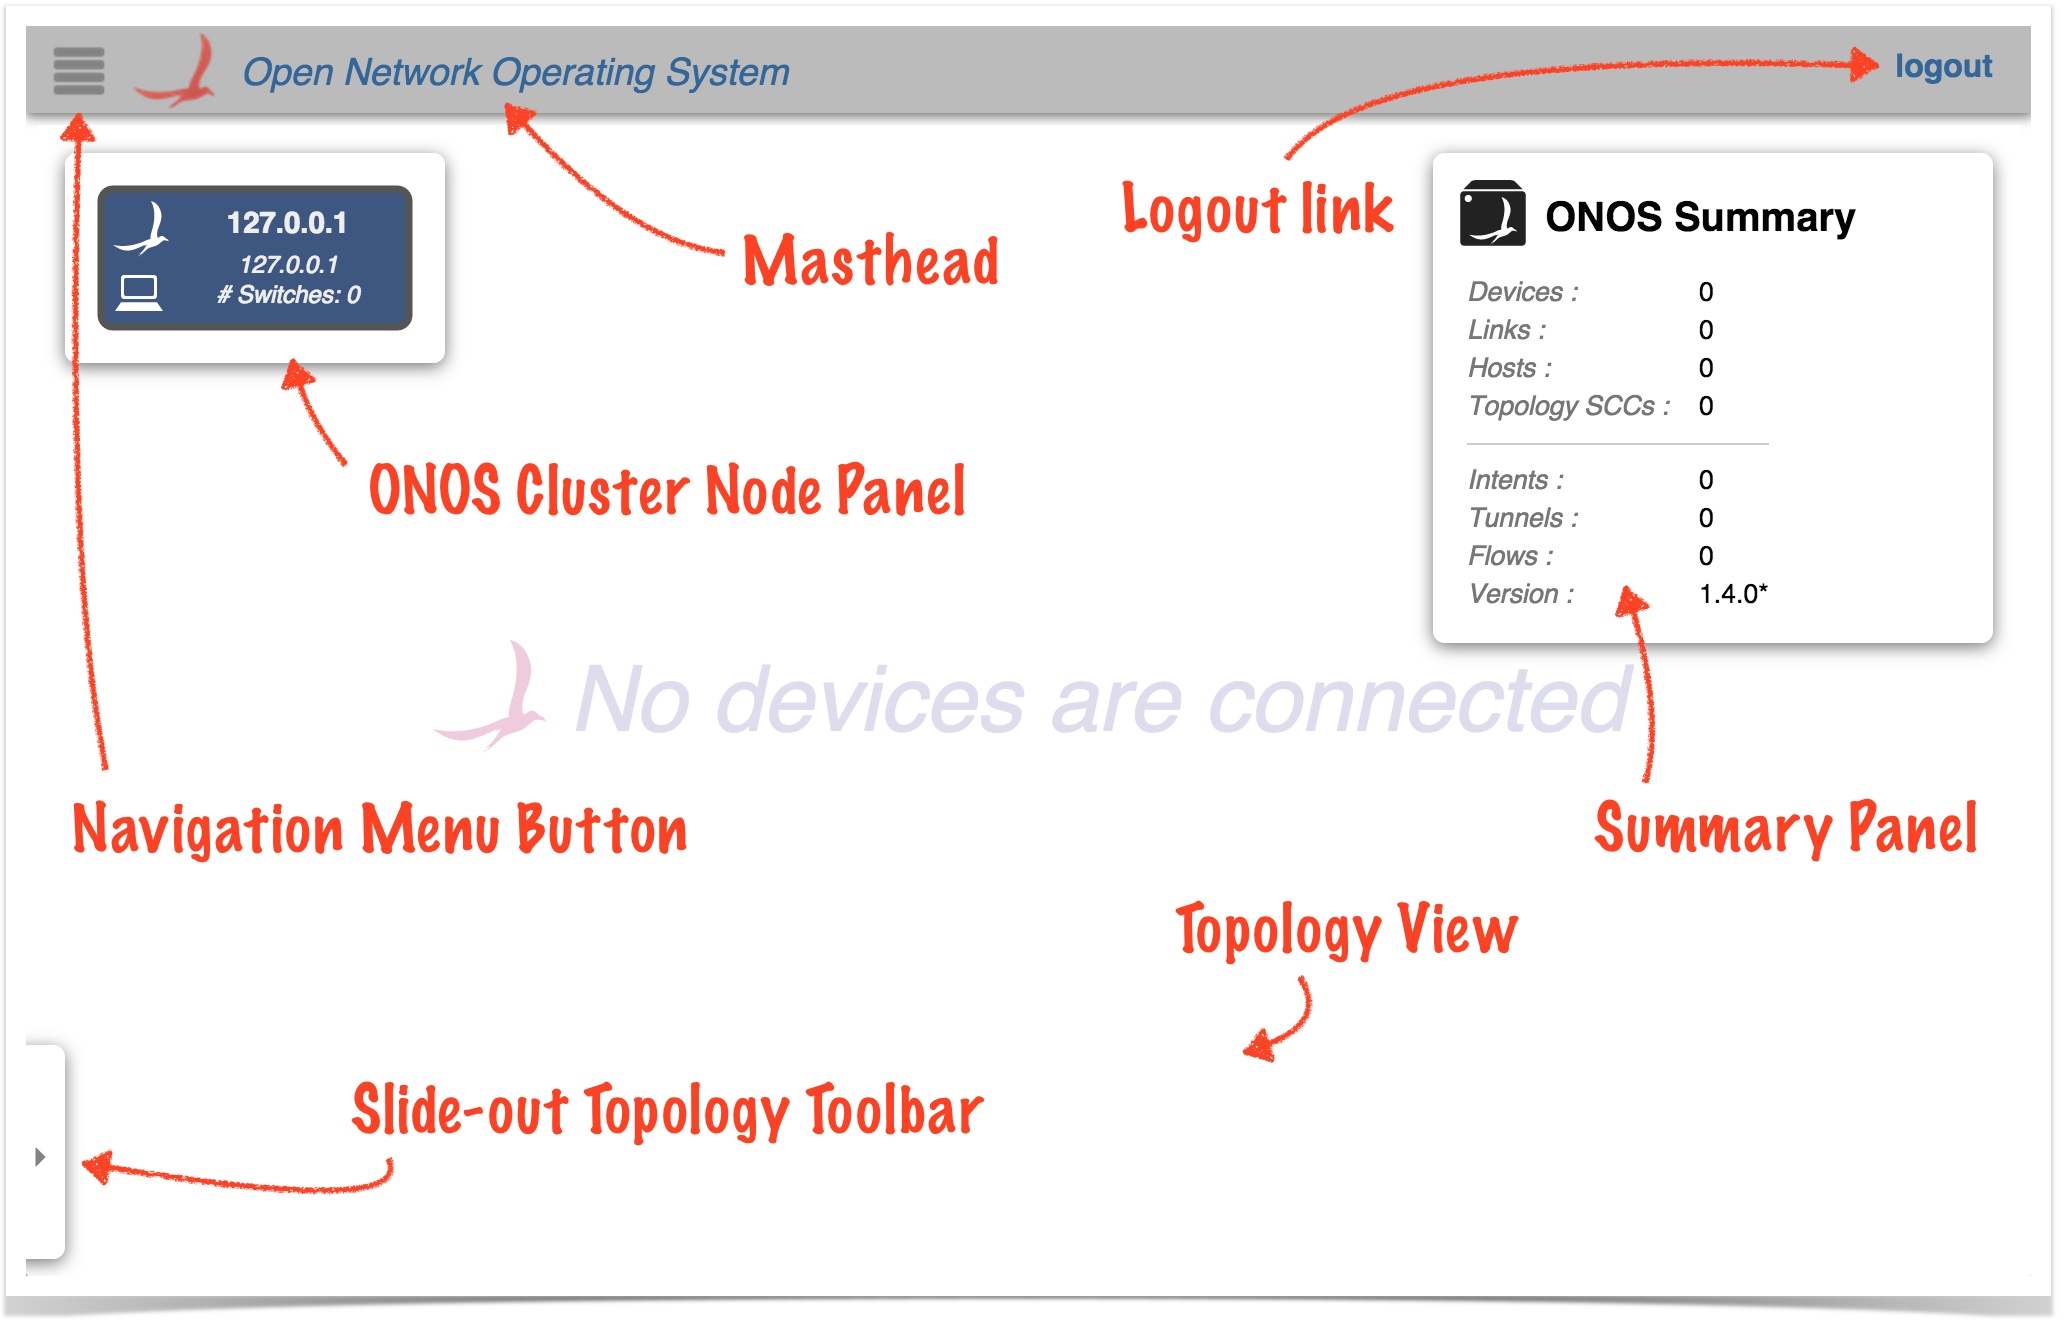 Open Network Operating System
logout
127.0.0.1
127.0.0.1
# Switches: 0
Masthead
Logout link
ONOS Summary
Devices : 0
Links : 0
Hosts : 0
Topology SCCs : 0
Intents : 0
Tunnels : 0
Flows : 0
Version : 1.4.0*
ONOS Cluster Node Panel
No devices are connected
Navigation Menu Button
Summary Panel
Topology View
Slide-out Topology Toolbar